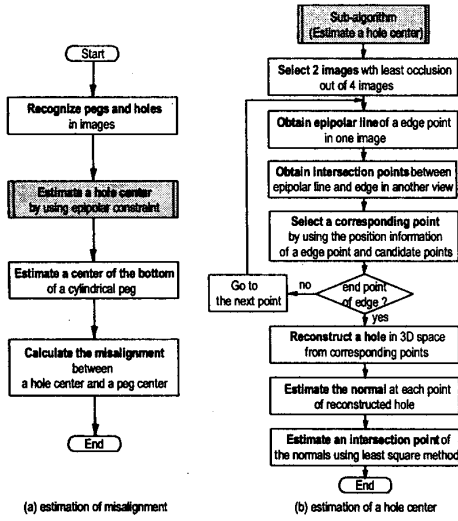 Start
Recognize pegs and holes
in images
Estimate a hole center
by using epipolar constraint
Estimate a center of the bottom
of a cylindrical peg
Calculate the misalignment
between
a hole center and a peg center
End
(a) estimation of misalignment
Sub-algorithm
(Estimate a hole center)
Select 2 images wth least occlusion
out of 4 images
Obtain epipolar line of a edge point
in one image
Obtain intersection points between
epipolar line and edge in another view
Select a corresponding point
by using the position information
of a edge point and candidate points
Go to
the next point
no
end point
of edge ?
yes
Reconstruct a hole in 3D space
from corresponding points
Estimate the normal at each point
of reconstructed hole
Estimate an intersection point of
the normals using least square method
End
(b) estimation of a hole center